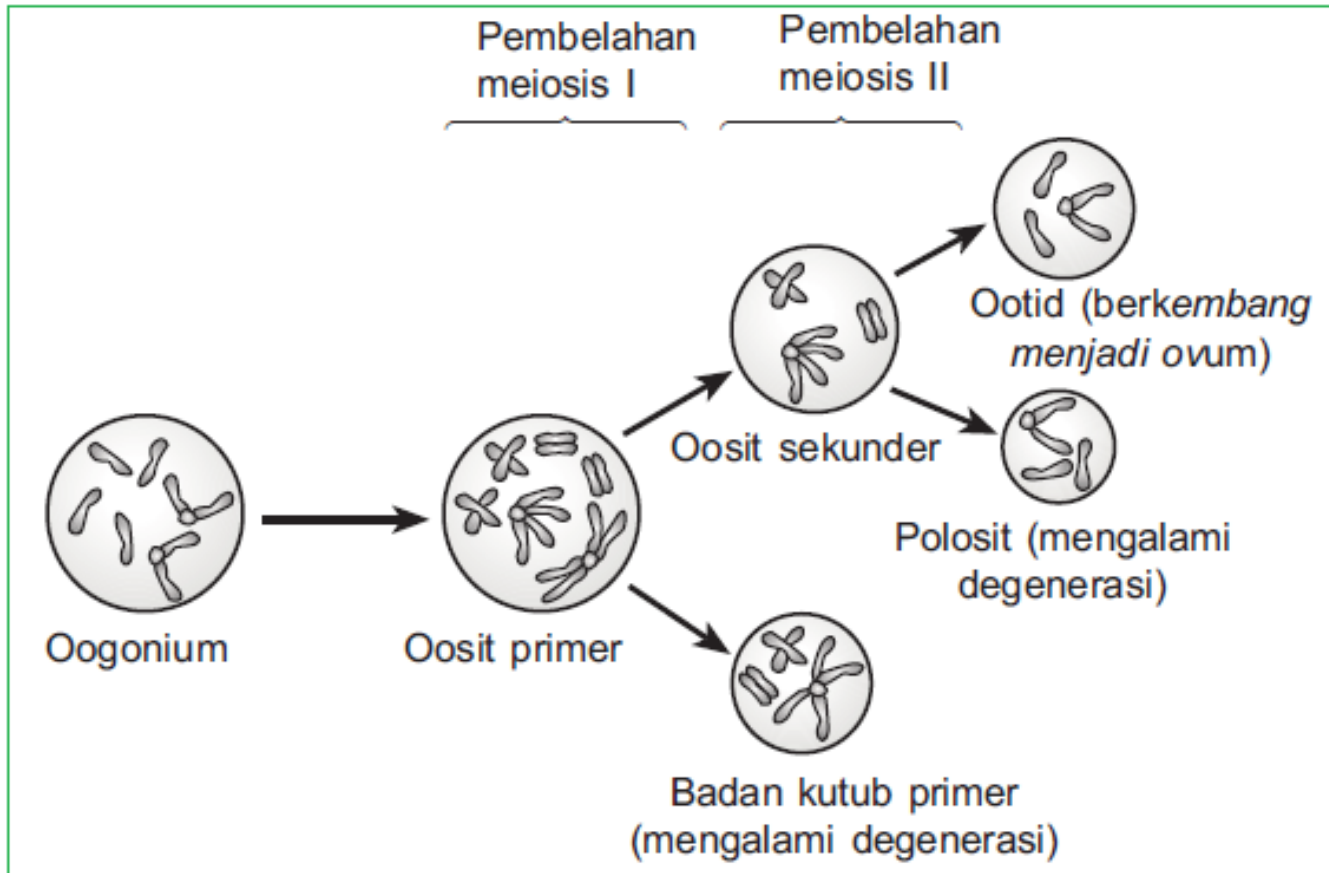 Pembelahan
meiosis I
Pembelahan
meiosis II
Ootid (berkembang
menjadi ovum)
Oosit sekunder
Polosit (mengalami
degenerasi)
Oogonium
Oosit primer
Badan kutub primer
(mengalami degenerasi)